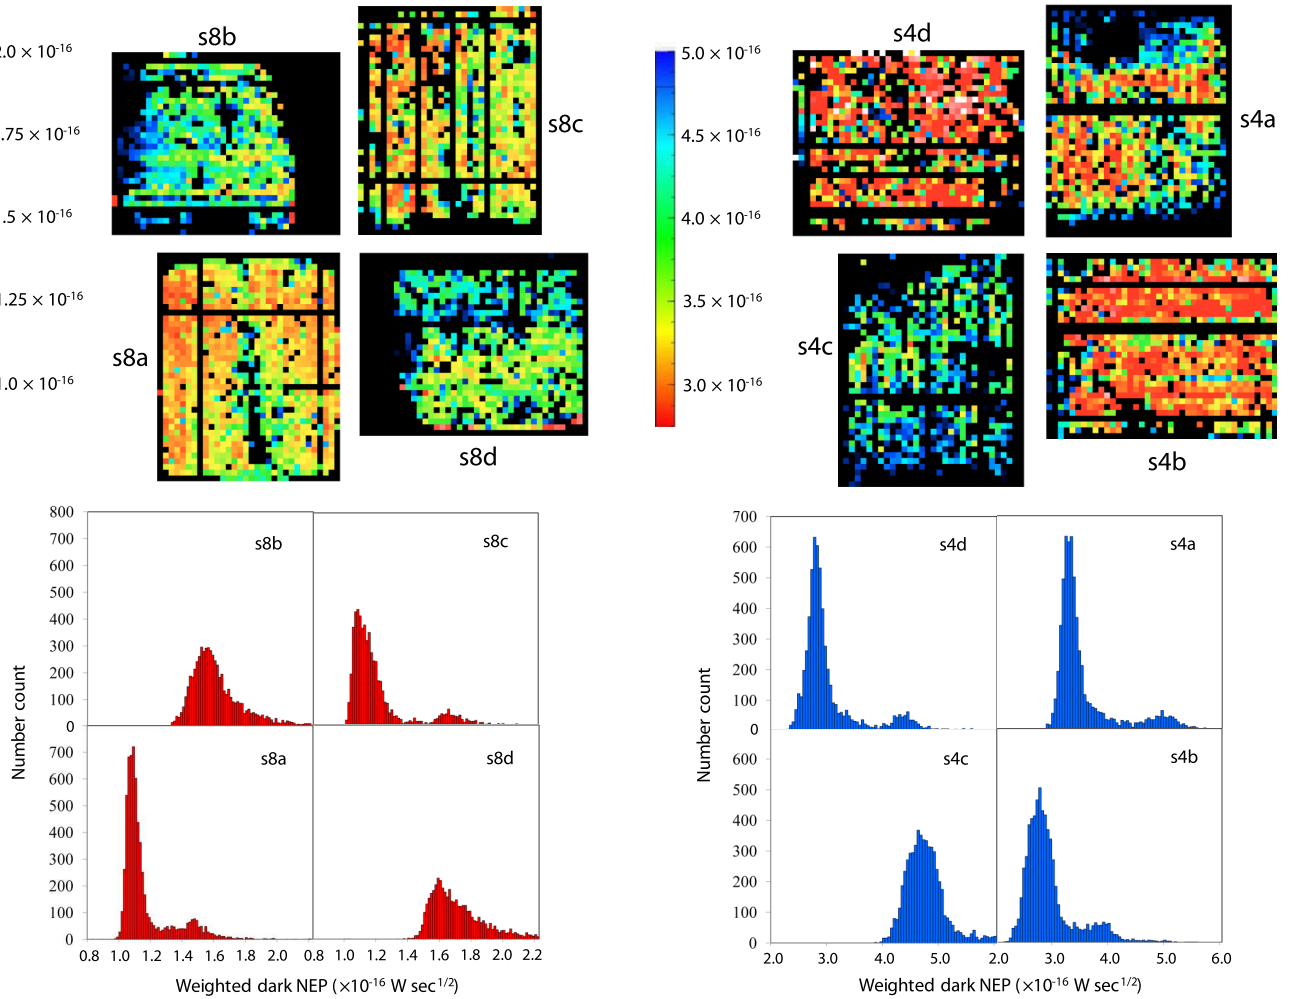 s8b
s8c
s8a
s8d
2.0 × 10-16
.75 × 10-16
.5 × 10-16
1.25 × 10-16
1.0 × 10-16
5.0 × 10-16
4.5 × 10-16
4.0 × 10-16
3.5 × 10-16
3.0 × 10-16
s4d
s4a
s4c
s4b
800
700
600
500
400
300
200
100
0
700
600
500
400
300
200
100
0
s8b
s8c
s8a
s8d
Number count
0.8 1.0 1.2 1.4 1.6 1.8 2.0 0.8 1.0 1.2 1.4 1.6 1.8 2.0 2.2
Weighted dark NEP (×10-16 W sec1/2)
700
600
500
400
300
200
100
0
600
500
400
300
200
100
0
s4d
s4a
s4c
s4b
Number count
2.0 3.0 4.0 5.0 2.0 3.0 4.0 5.0 6.0
Weighted dark NEP (×10-16 W sec1/2)